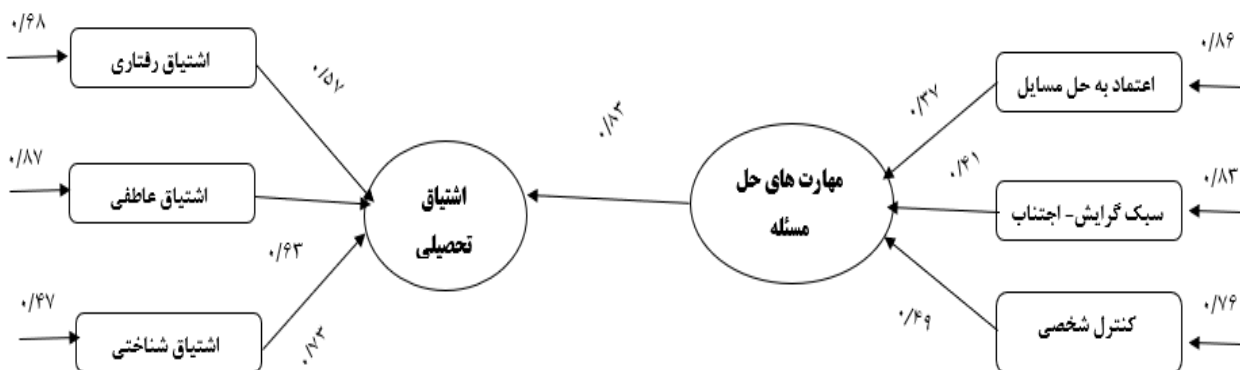 ۰/۸۶
اعتماد به حل مسایل
۰/۳۷
۰/۸۳
سبک گرایش- اجتناب
۰/۴۱
۰/۷۶
کنترل شخصی
۰/۴۹
مهارت های حل
مسئله
۰/۸۳
اشتیاق
تحصیلی
۰/۵۷
اشتیاق رفتاری
۰/۶۸
۰/۶۳
اشتیاق عاطفی
۰/۸۷
۰/۷۳
اشتیاق شناختی
۰/۴۷